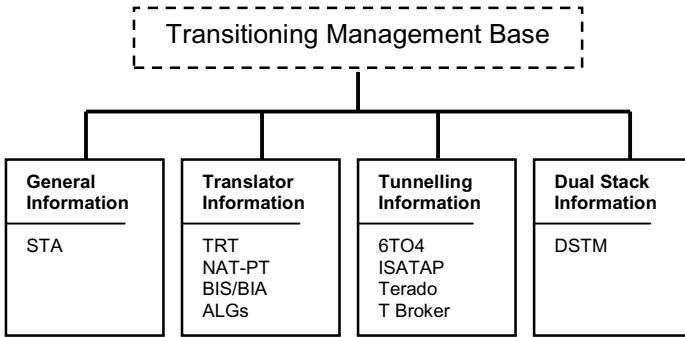 Transitioning Management Base
General
Information
STA
Translator
Information
TRT
NAT-PT
BIS/BIA
ALGs
Tunnelling
Information
6TO4
ISATAP
Terado
T Broker
Dual Stack
Information
DSTM